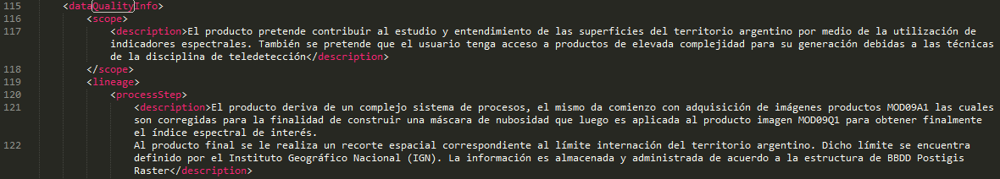 115 <dataQualityInfo>
116 <scope>
117 <description>El producto pretende contribuir al estudio y entendimiento de las superficies del territorio argentino por medio de la utilización de
indicadores espectrales. También se pretende que el usuario tenga acceso a productos de elevada complejidad para su generación debidas a las técnicas
de la disciplina de teledetección</description>
118 </scope>
119 <lineage>
120 <processStep>
121 <description>El producto deriva de un complejo sistema de procesos, el mismo da comienzo con adquisición de imágenes productos MOD09A1 las cuales
son corregidas para la finalidad de construir una máscara de nubosidad que luego es aplicada al producto imagen MOD09Q1 para obtener finalmente
el índice espectral de interés.
122 Al producto final se le realiza un recorte espacial correspondiente al límite internación del territorio argentino. Dicho límite se encuentra
definido por el Instituto Geográfico Nacional (IGN). La información es almacenada y administrada de acuerdo a la estructura de BBDD Postigis
Raster</description>